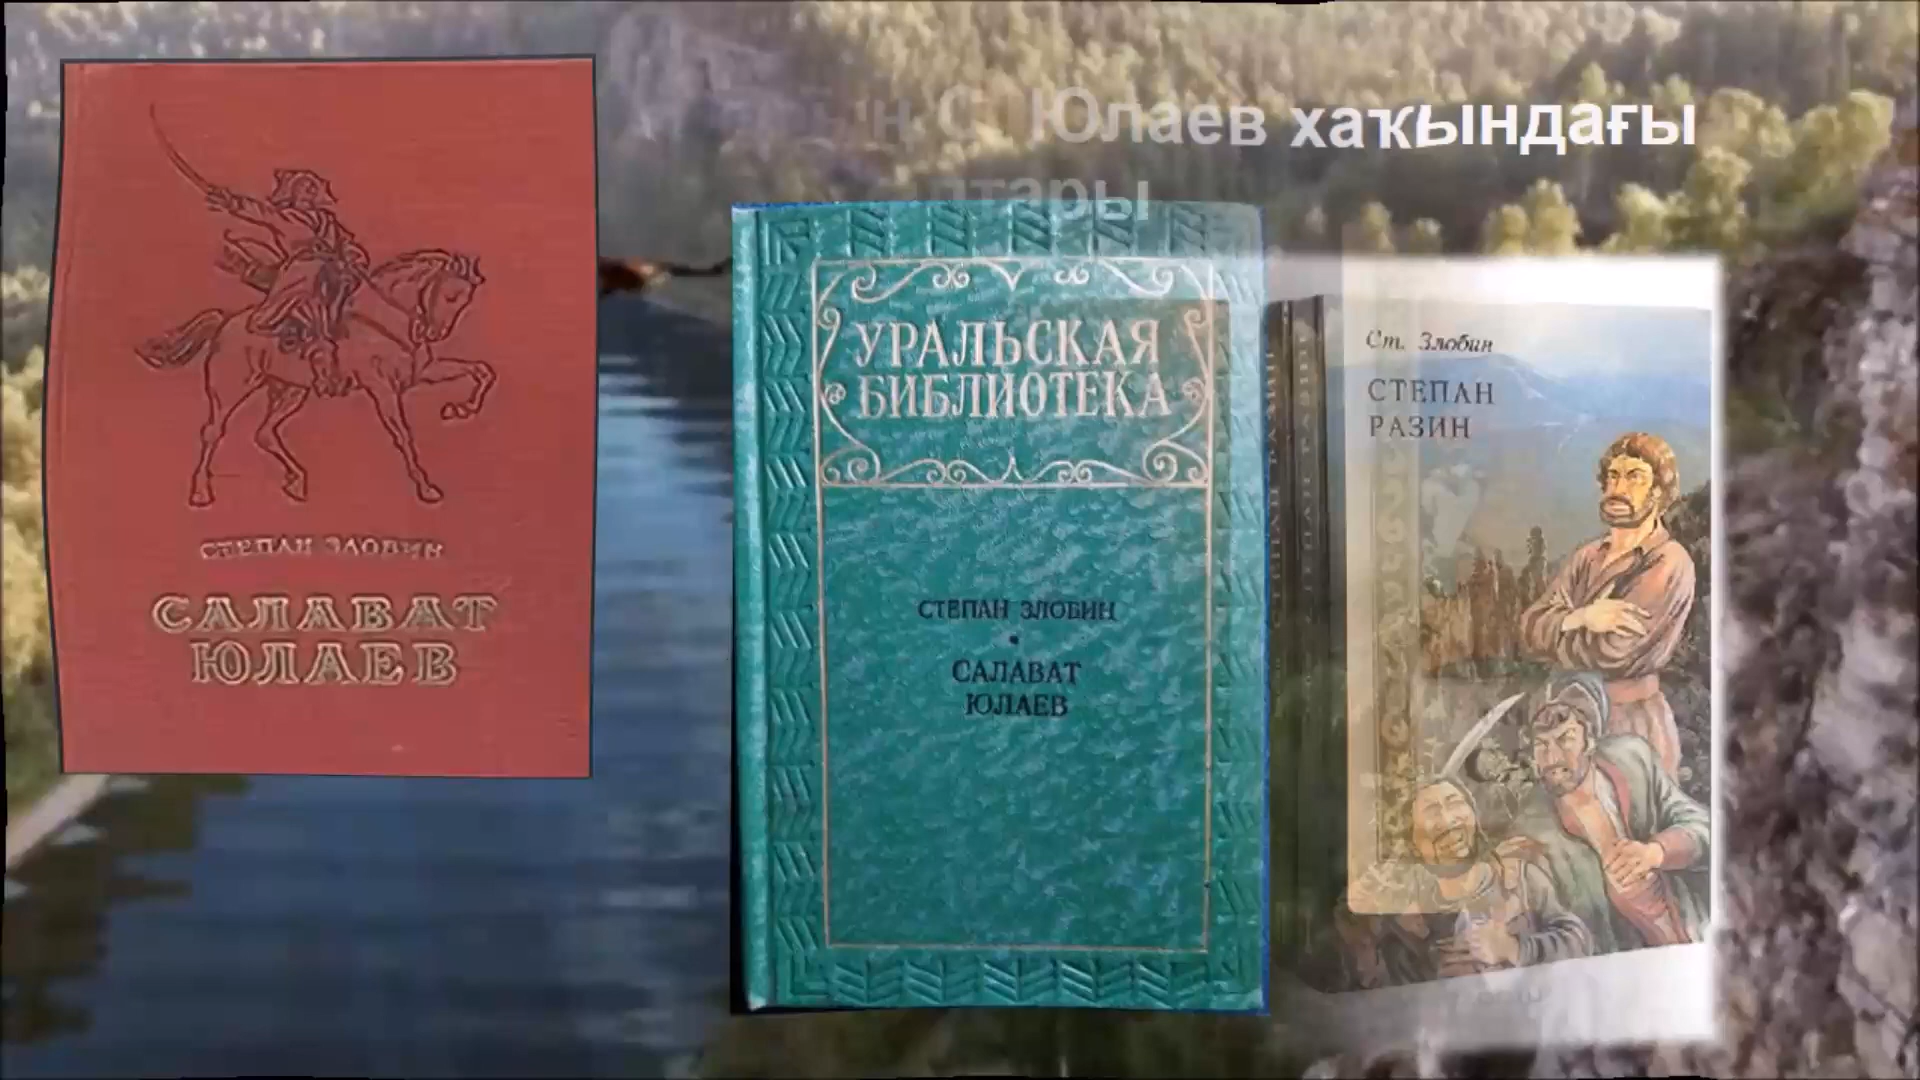 С. Юлаев хаҡындағы
СТЕПАН ЗЛОБИН
САЛАВАТ
ЮЛАЕВ
УРАЛЬСКАЯ
БИБЛИОТЕКА
СТЕПАН ЗЛОБИН
САЛАВАТ
ЮЛАЕВ
Ст. Злобин
СТЕПАН
РАЗИН